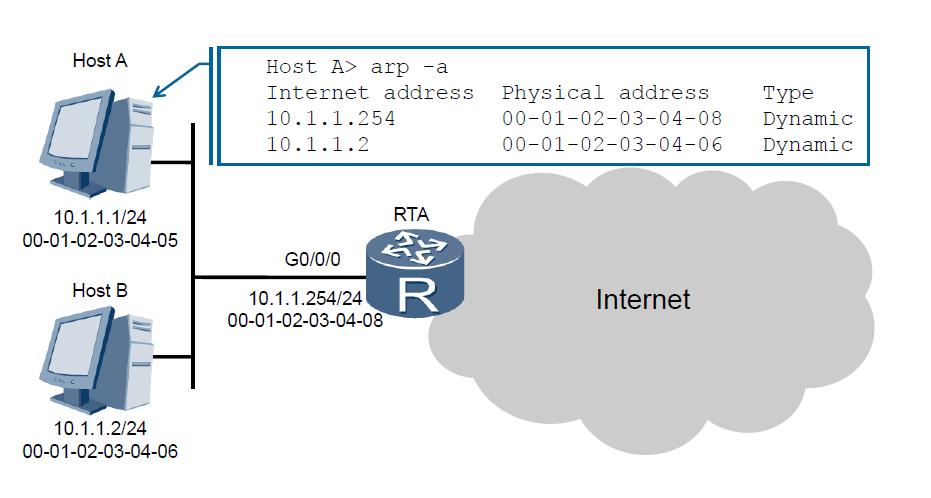 Host A
Host A> arp -a
Internet address Physical address Type
10.1.1.254 00-01-02-03-04-08 Dynamic
10.1.1.2 00-01-02-03-04-06 Dynamic
10.1.1.1/24
00-01-02-03-04-05
RTA
G0/0/0
R
10.1.1.254/24
00-01-02-03-04-08
Internet
Host B
10.1.1.2/24
00-01-02-03-04-06